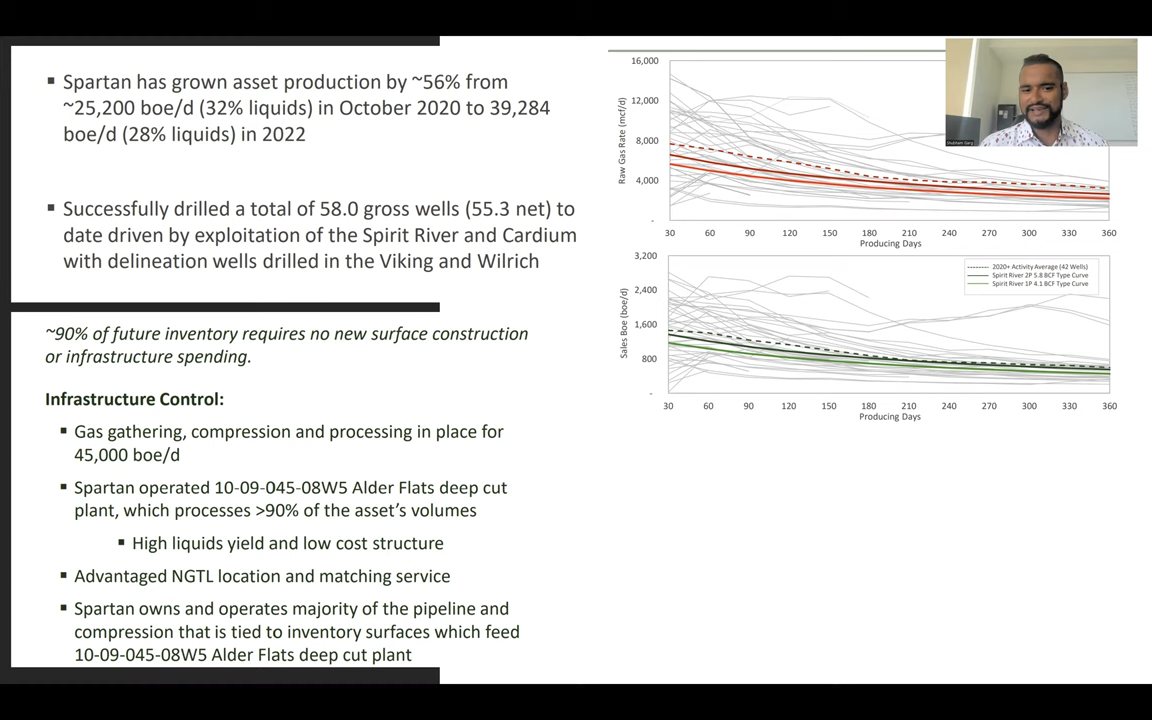 ▪ Spartan has grown asset production by ~56% from
~25,200 boe/d (32% liquids) in October 2020 to 39,284
boe/d (28% liquids) in 2022
▪ Successfully drilled a total of 58.0 gross wells (55.3 net) to
date driven by exploitation of the Spirit River and Cardium
with delineation wells drilled in the Viking and Wilrich
~90% of future inventory requires no new surface construction
or infrastructure spending.
Infrastructure Control:
▪ Gas gathering, compression and processing in place for
45,000 boe/d
▪ Spartan operated 10-09-045-08W5 Alder Flats deep cut
plant, which processes >90% of the asset's volumes
▪ High liquids yield and low cost structure
▪ Advantaged NGTL location and matching service
▪ Spartan owns and operates majority of the pipeline and
compression that is tied to inventory surfaces which feed
10-09-045-08W5 Alder Flats deep cut plant
Raw Gas Rate (mcf/d)
16,000
12,000
8,000
4,000
-
30 60 90 120 150 180 210 240 270 300 330 360
Producing Days
Sales Boe (boe/d)
3,200
2,400
1,600
800
-
2020+ Activity Average (42 Wells)
Spirit River 2P 5.8 BCF Type Curve
Spirit River 1P 4.1 BCF Type Curve
30 60 90 120 150 180 210 240 270 300 330 360
Producing Days
Shubham Garg